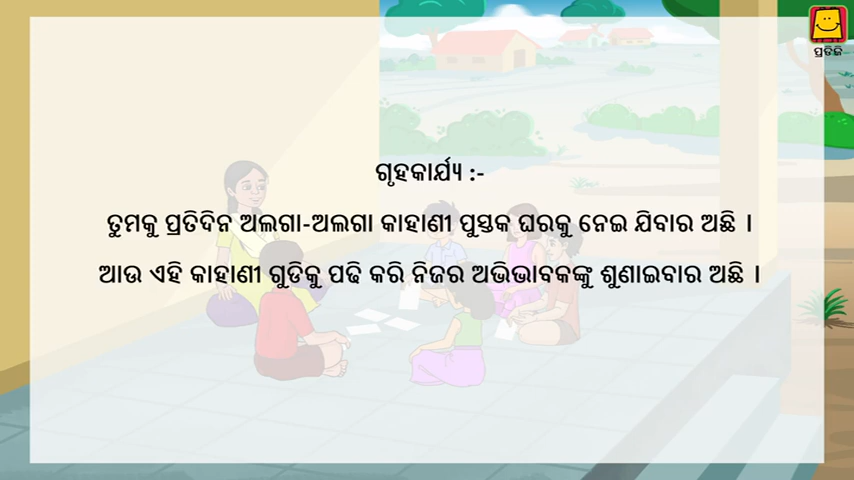 ପ୍ରତିଜି
ଗୃହକାର୍ଯ୍ୟ :-
ତୁମକୁ ପ୍ରତିଦିନ ଅଲଗା-ଅଲଗା କାହାଣୀ ପୁସ୍ତକ ଘରକୁ ନେଇ ଯିବାର ଅଛି ।
ଆଉ ଏହି କାହାଣୀ ଗୁଡିକୁ ପଢି କରି ନିଜର ଅଭିଭାବକଙ୍କୁ ଶୁଣାଇବାର ଅଛି ।